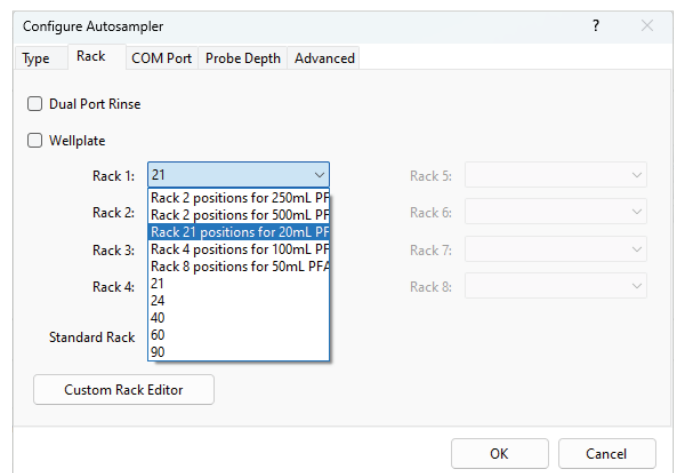 Configure Autosampler ?
Type Rack COM Port Probe Depth Advanced
Dual Port Rinse
Wellplate
Rack 1: 21 Rack 5:
Rack 2 positions for 250mL PF
Rack 2: Rack 2 positions for 500mL PF Rack 6:
Rack 21 positions for 20mL PF
Rack 3: Rack 4 positions for 100mL PF Rack 7:
Rack 8 positions for 50mL PFA
Rack 4: 21 Rack 8:
24
40
Standard Rack 60
90
Custom Rack Editor
OK Cancel